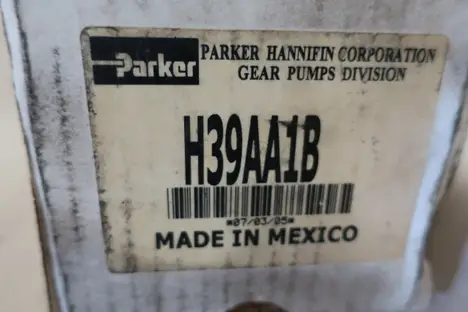 Parker
PARKER HANNIFIN CORPORATION
GEAR PUMPS DIVISION
H39AA1B
*07/03/05*
MADE IN MEXICO